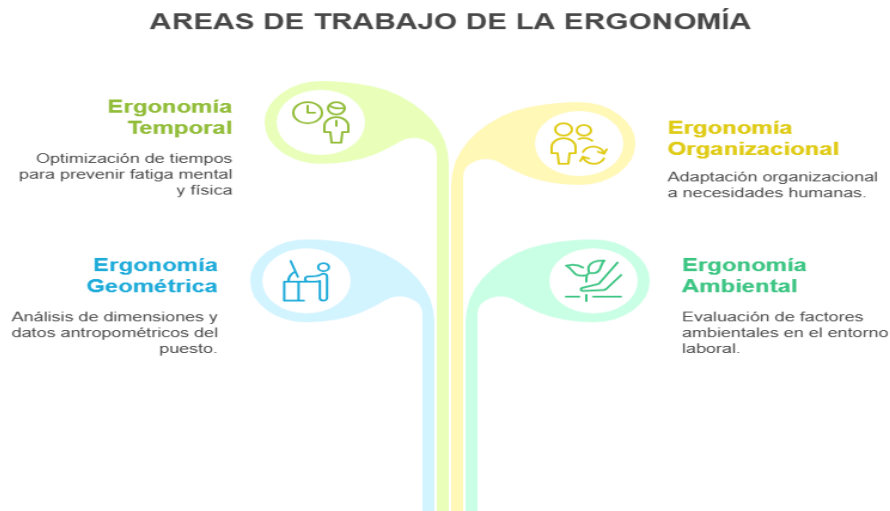 AREAS DE TRABAJO DE LA ERGONOMÍA
Ergonomía
Temporal
Optimización de tiempos
para prevenir fatiga mental
y física
Ergonomía
Organizacional
Adaptación organizacional
a necesidades humanas.
Ergonomía
Geométrica
Análisis de dimensiones y
datos antropométricos del
puesto.
Ergonomía
Ambiental
Evaluación de factores
ambientales en el entorno
laboral.